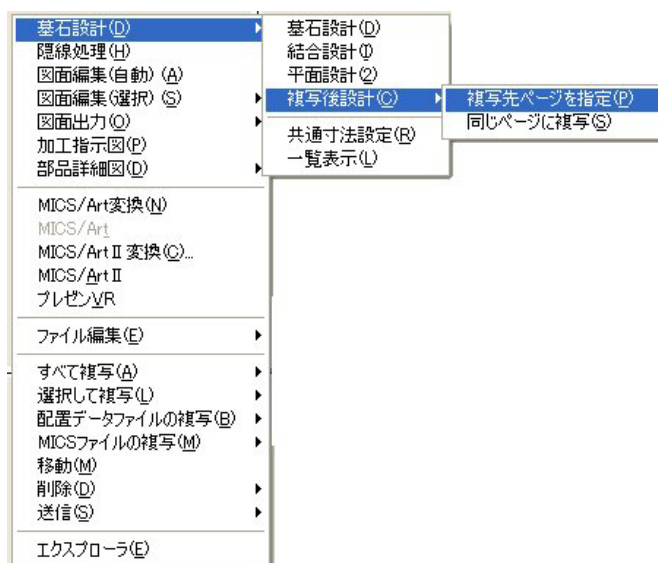 墓石設計(D)
隠線処理(H)
図面編集(自動) (A)
図面編集(選択) (S)
図面出力(O)
加工指示図(P)
部品詳細図(D)
MICS/Art変換(N)
MICS/Art
MICS/ArtⅡ変換(C)...
MICS/ArtⅡ
プレゼンVR
ファイル編集(E)
すべて複写(A)
選択して複写(L)
配置データファイルの複写(B)
MICSファイルの複写(M)
移動(M)
削除(D)
送信(S)
エクスプローラ(E)
墓石設計(D)
結合設計(I)
平面設計(2)
複写後設計(C)
共通寸法設定(R)
一覧表示(L)
複写先ページを指定(P)
同じページに複写(S)